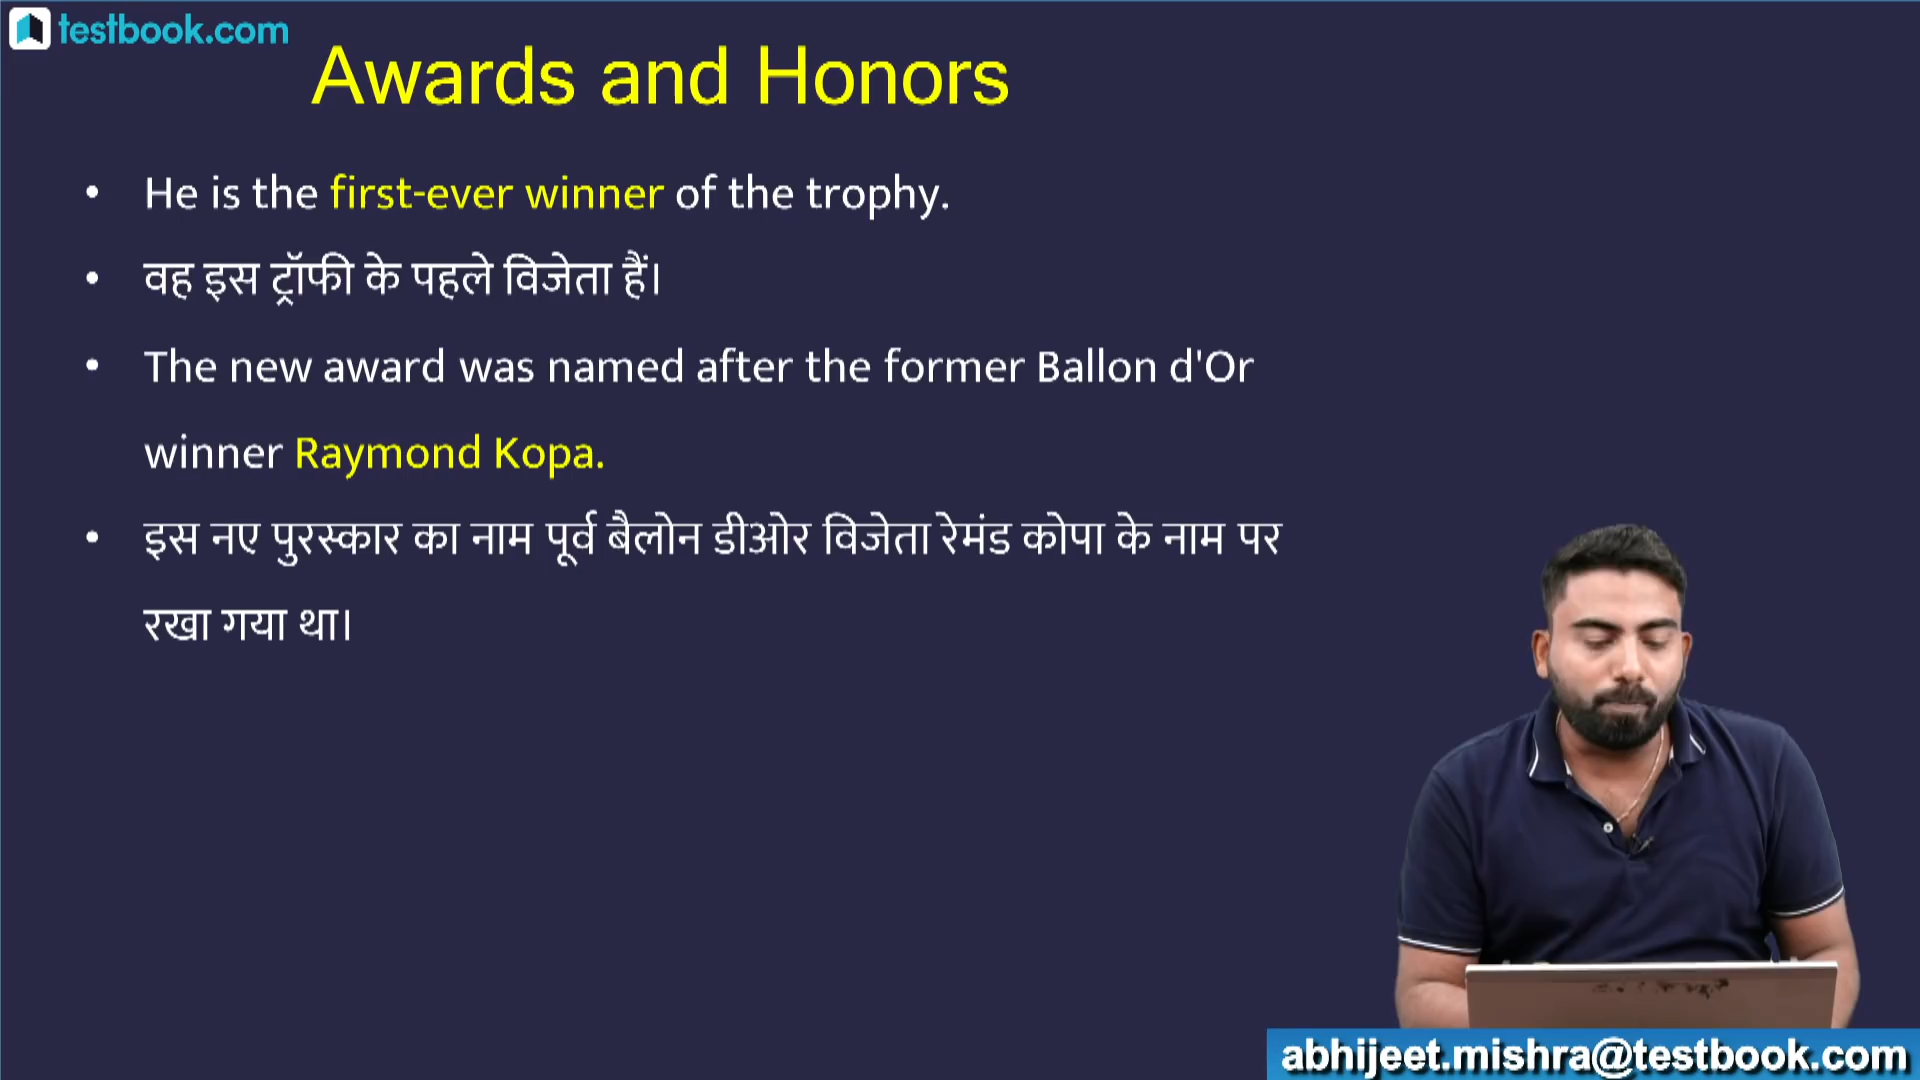 testbook.com
Awards and Honors
• He is the first-ever winner of the trophy.
• वह इस ट्रॉफी के पहले विजेता हैं।
• The new award was named after the former Ballon d'Or
winner Raymond Kopa.
• इस नए पुरस्कार का नाम पूर्व बैलोन डीओर विजेता रेमंड कोपा के नाम पर
रखा गया था।
abhijeet.mishra@testbook.com